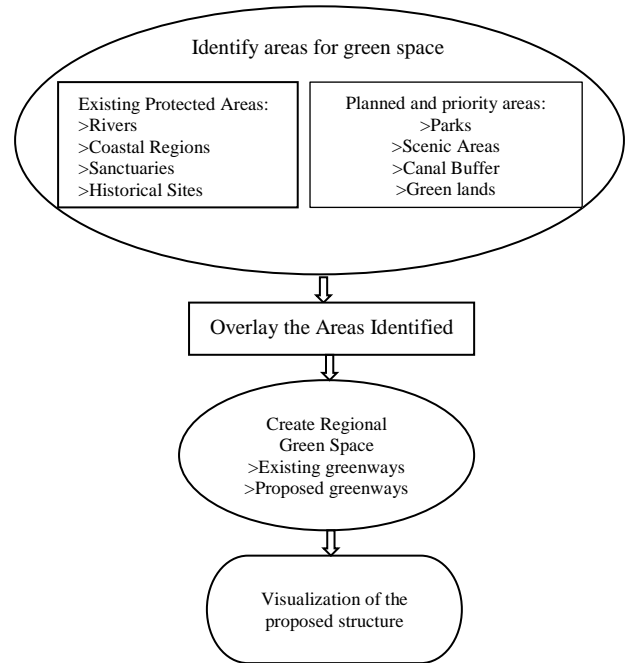 Identify areas for green space
Existing Protected Areas:
>Rivers
>Coastal Regions
>Sanctuaries
>Historical Sites
Planned and priority areas:
>Parks
>Scenic Areas
>Canal Buffer
>Green lands
Overlay the Areas Identified
Create Regional
Green Space
>Existing greenways
>Proposed greenways
Visualization of the
proposed structure